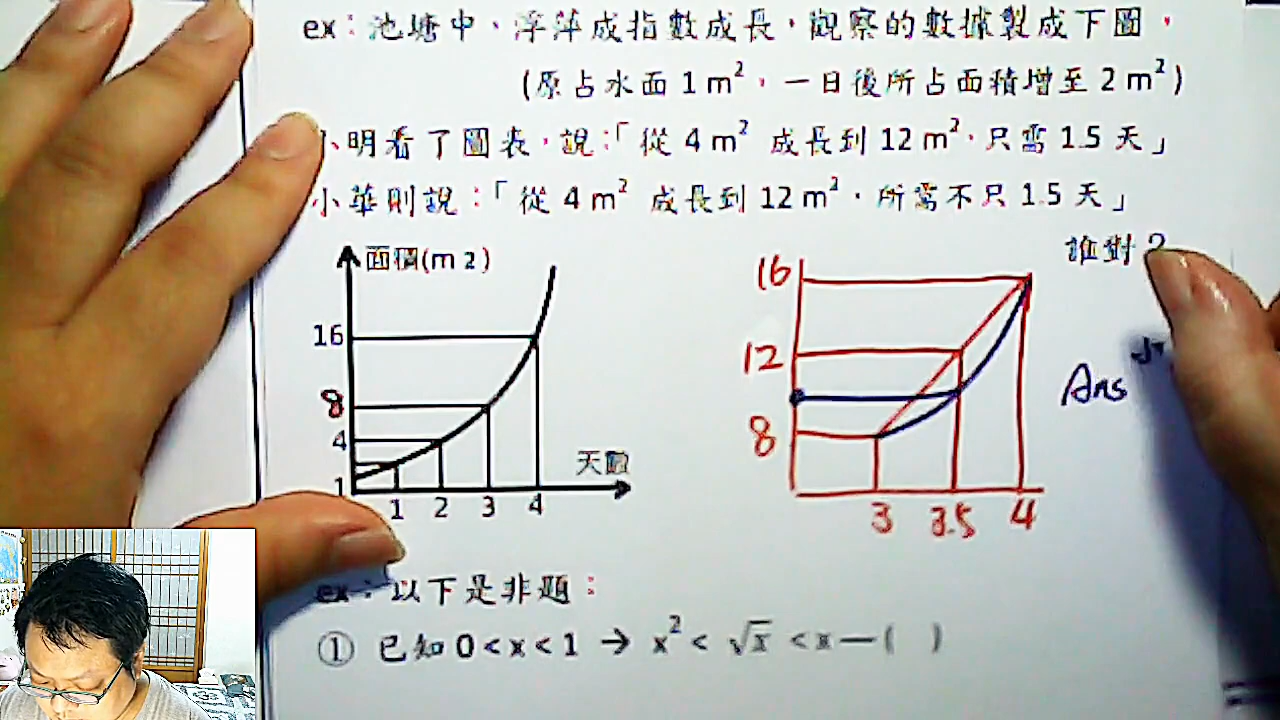 ex：池塘中、浮萍成指數成長，觀察的數據製成下圖，
(原占水面 1 m²，一日後所占面積增至 2 m²)
小明看了圖表，說：「從 4 m² 成長到 12 m²，只需 1.5 天」
小華則說：「從 4 m² 成長到 12 m²，所需不只 1.5 天」
誰對？
面積(m 2)
16
8
4
1
天數
1 2 3 4
16
12
8
3 3.5 4
Ans
ex：以下是非題：
① 已知 0 < x < 1 → x² < √x < x —( )